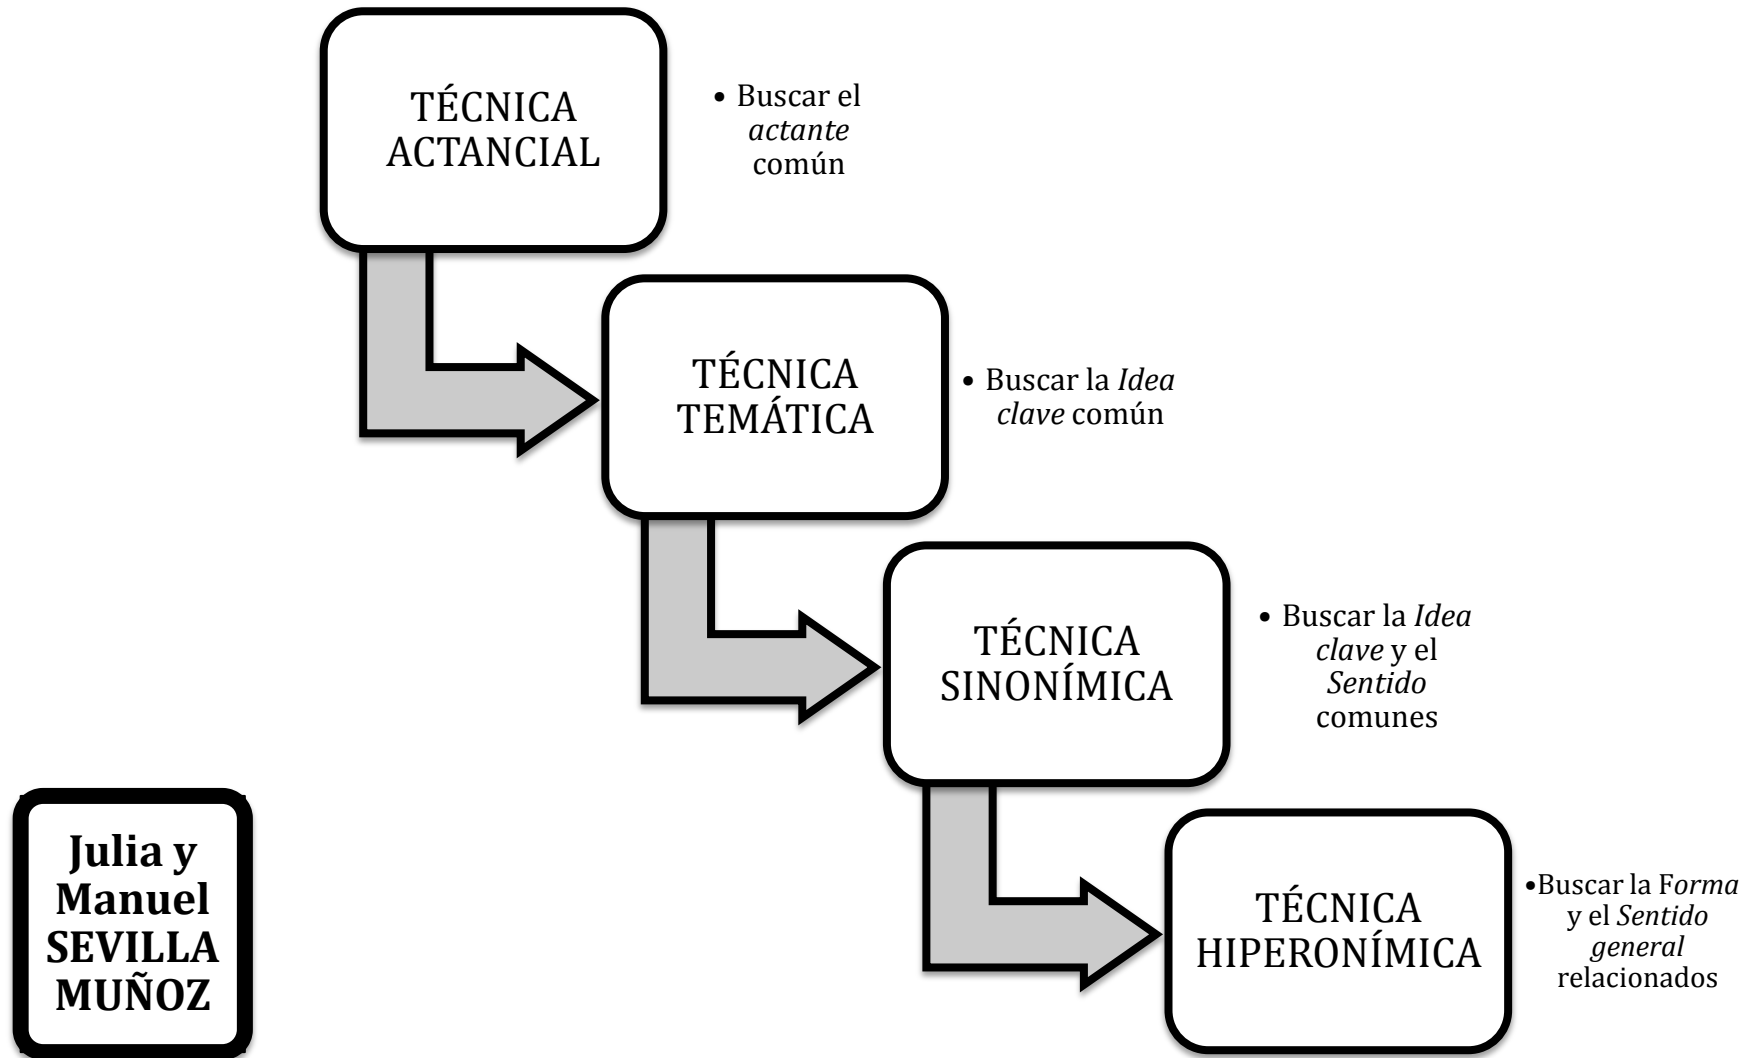 TÉCNICA
ACTANCIAL
• Buscar el
actante
común
TÉCNICA
TEMÁTICA
• Buscar la Idea
clave común
TÉCNICA
SINONÍMICA
• Buscar la Idea
clave y el
Sentido
comunes
TÉCNICA
HIPERONÍMICA
•Buscar la Forma
y el Sentido
general
relacionados
Julia y
Manuel
SEVILLA
MUÑOZ